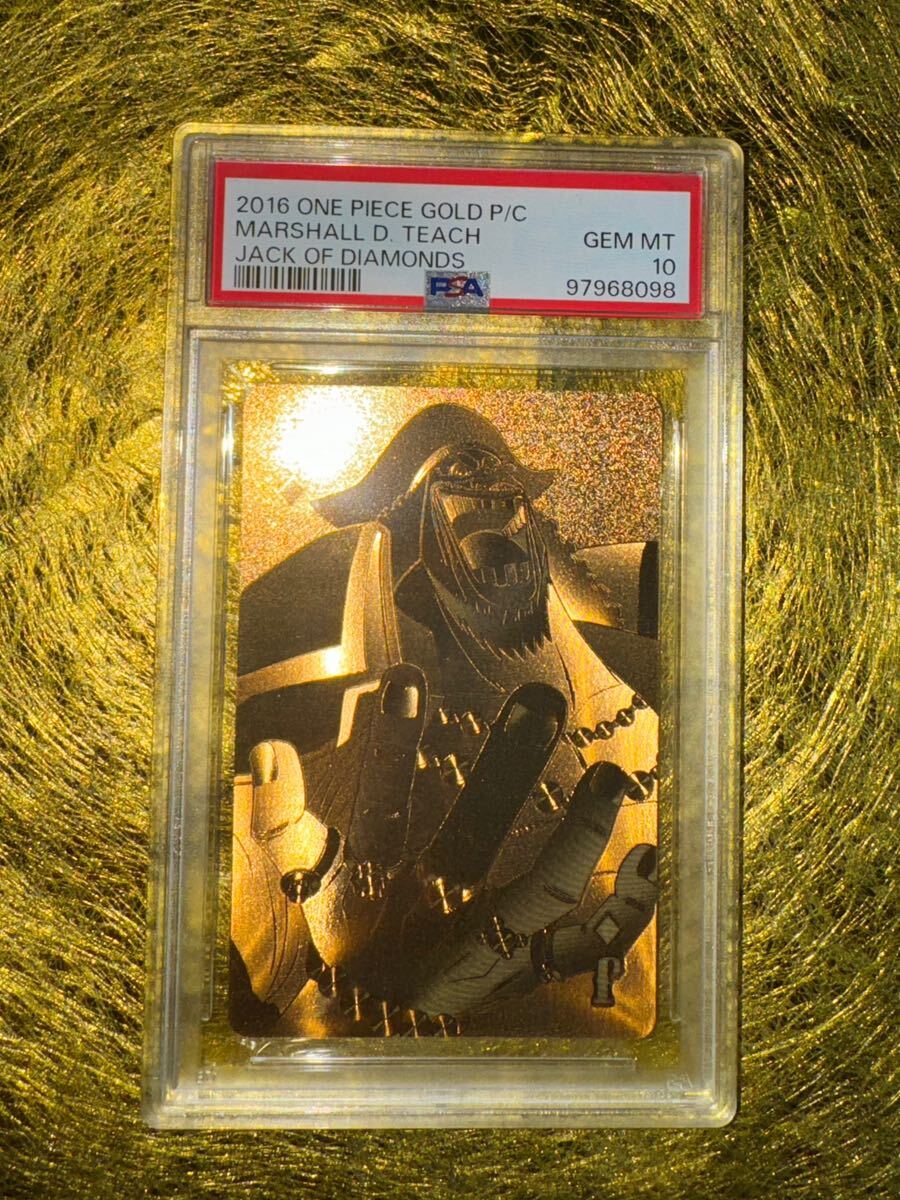 2016 ONE PIECE GOLD P/C
MARSHALL D. TEACH
GEM MT
JACK OF DIAMONDS
10
PSA
97968098